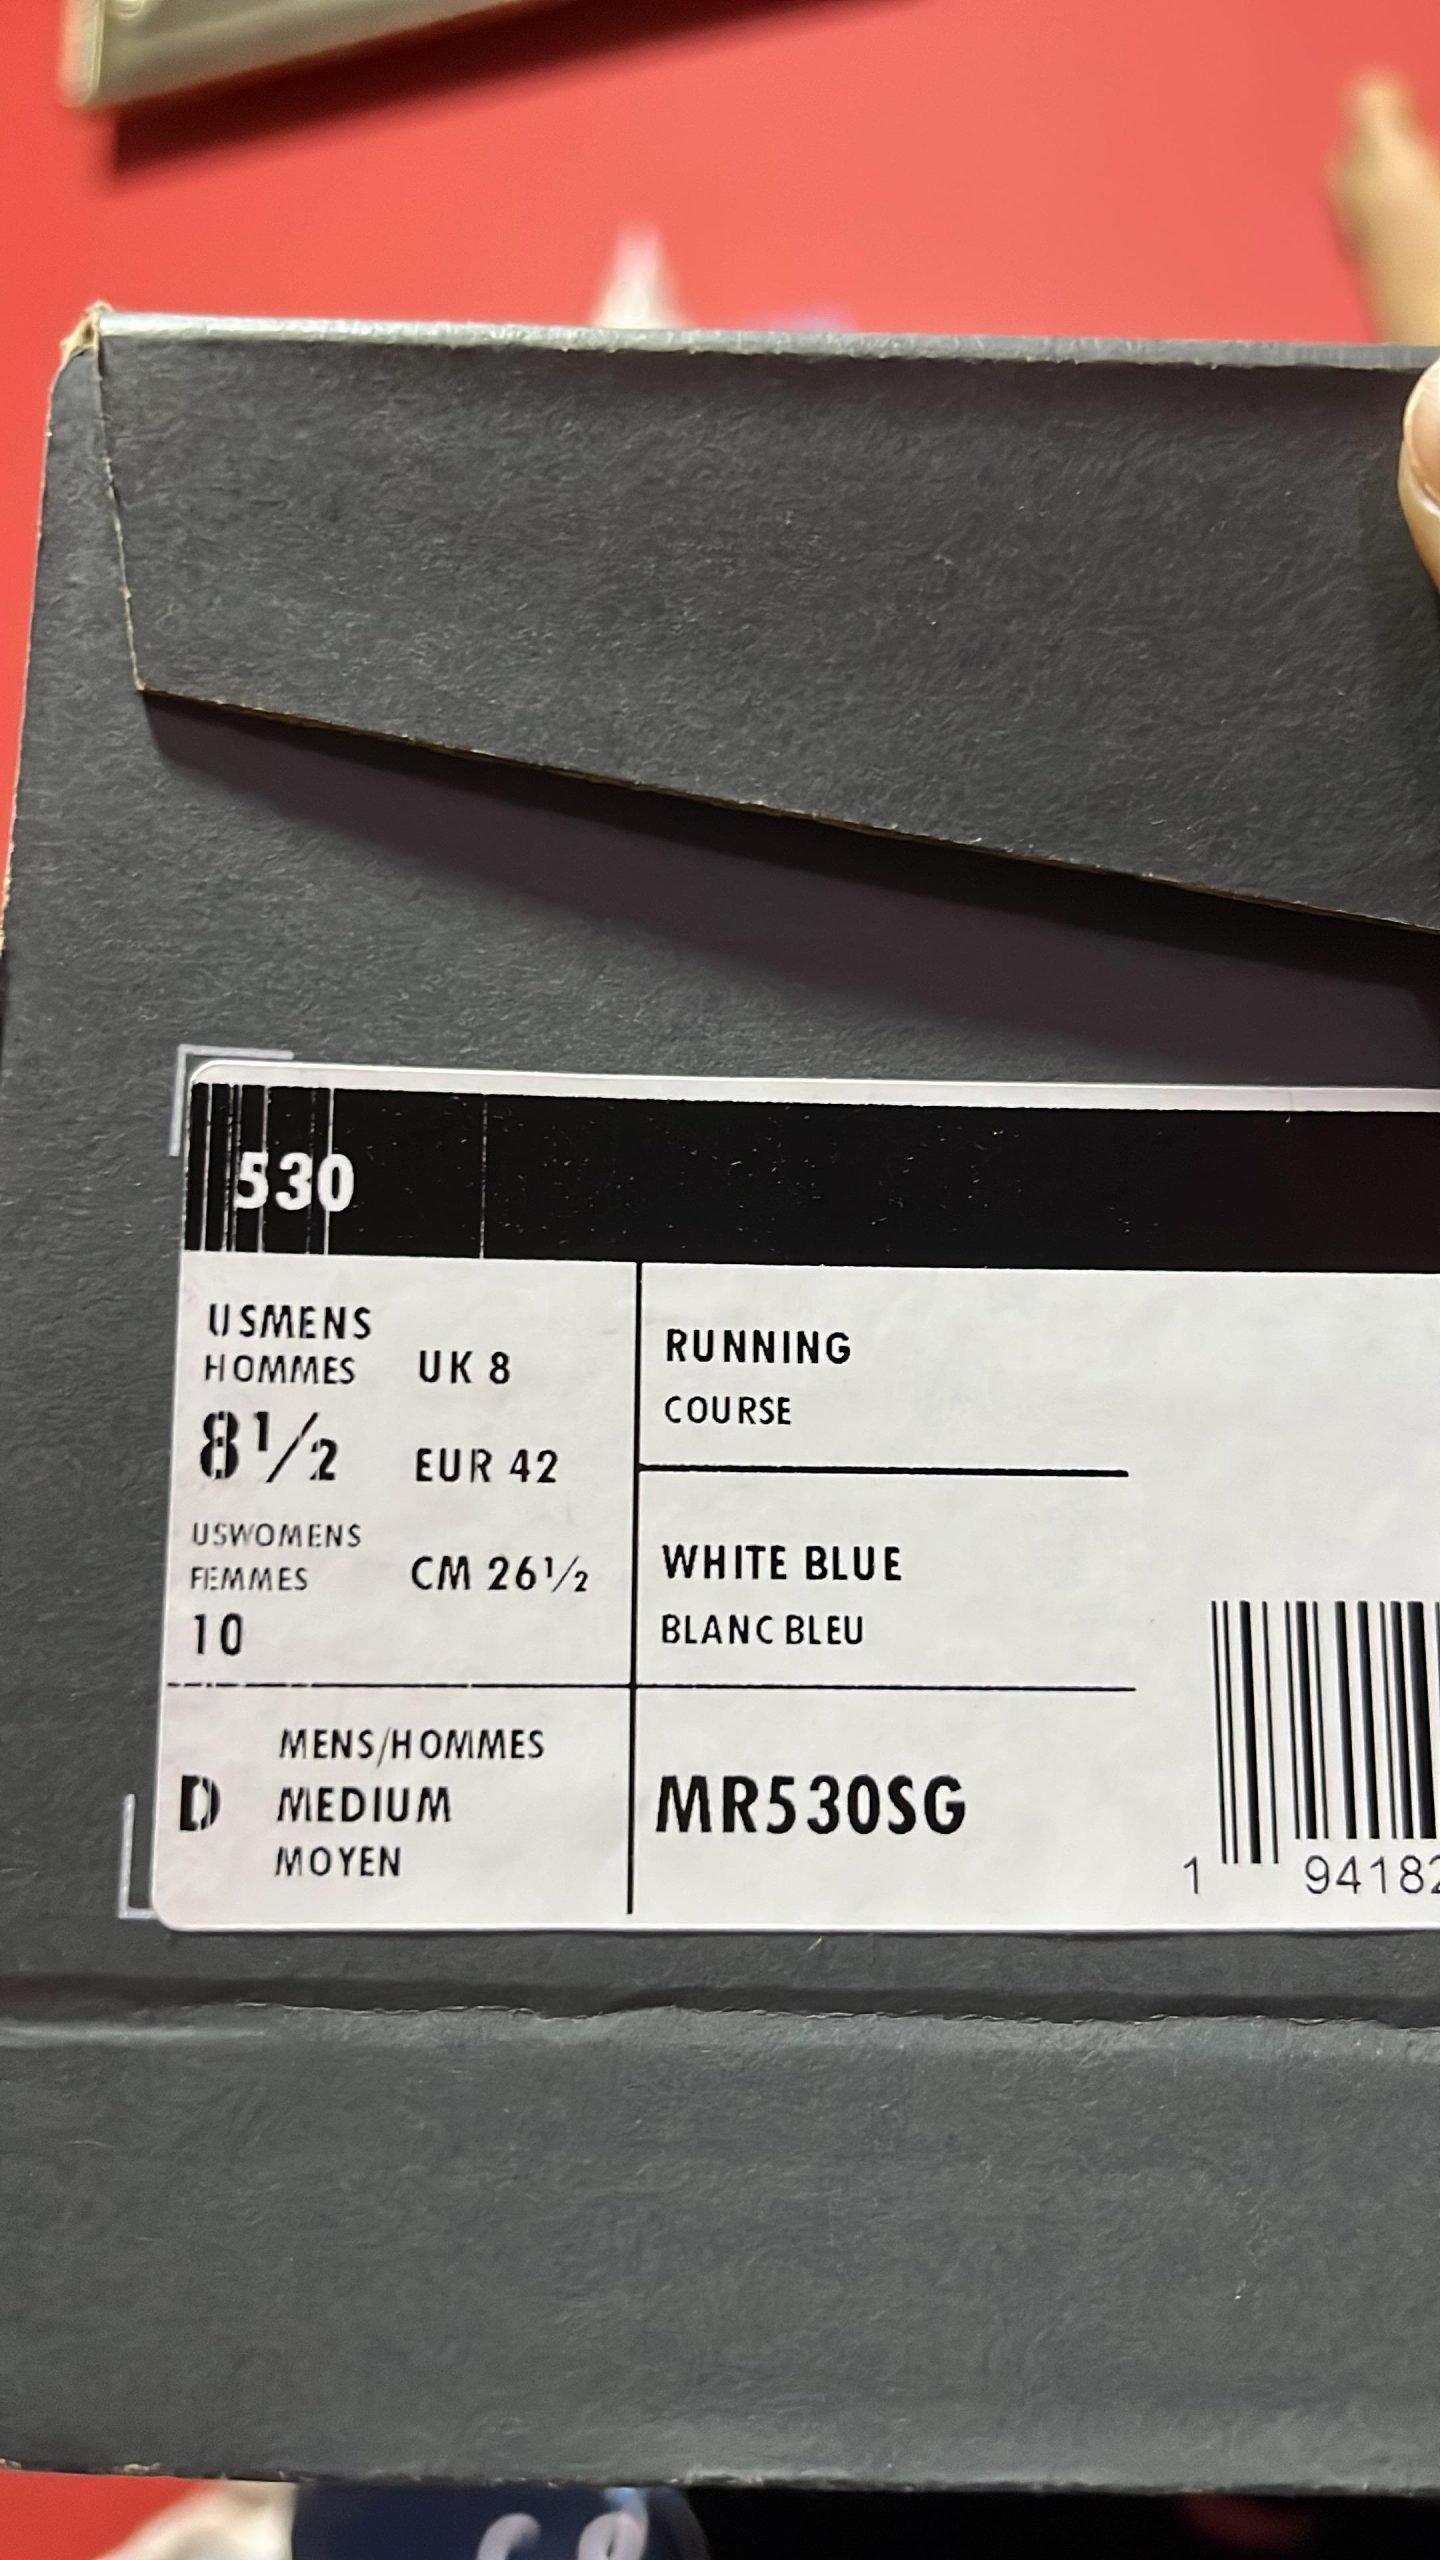 530
USMENS
HOMMES
8½
UK 8
EUR 42
USWOMENS
FEMMES
10
CM 26½
RUNNING
COURSE
WHITE BLUE
BLANC BLEU
D
MENS/HOMMES
MEDIUM
MOYEN
MR530SG
1 94182